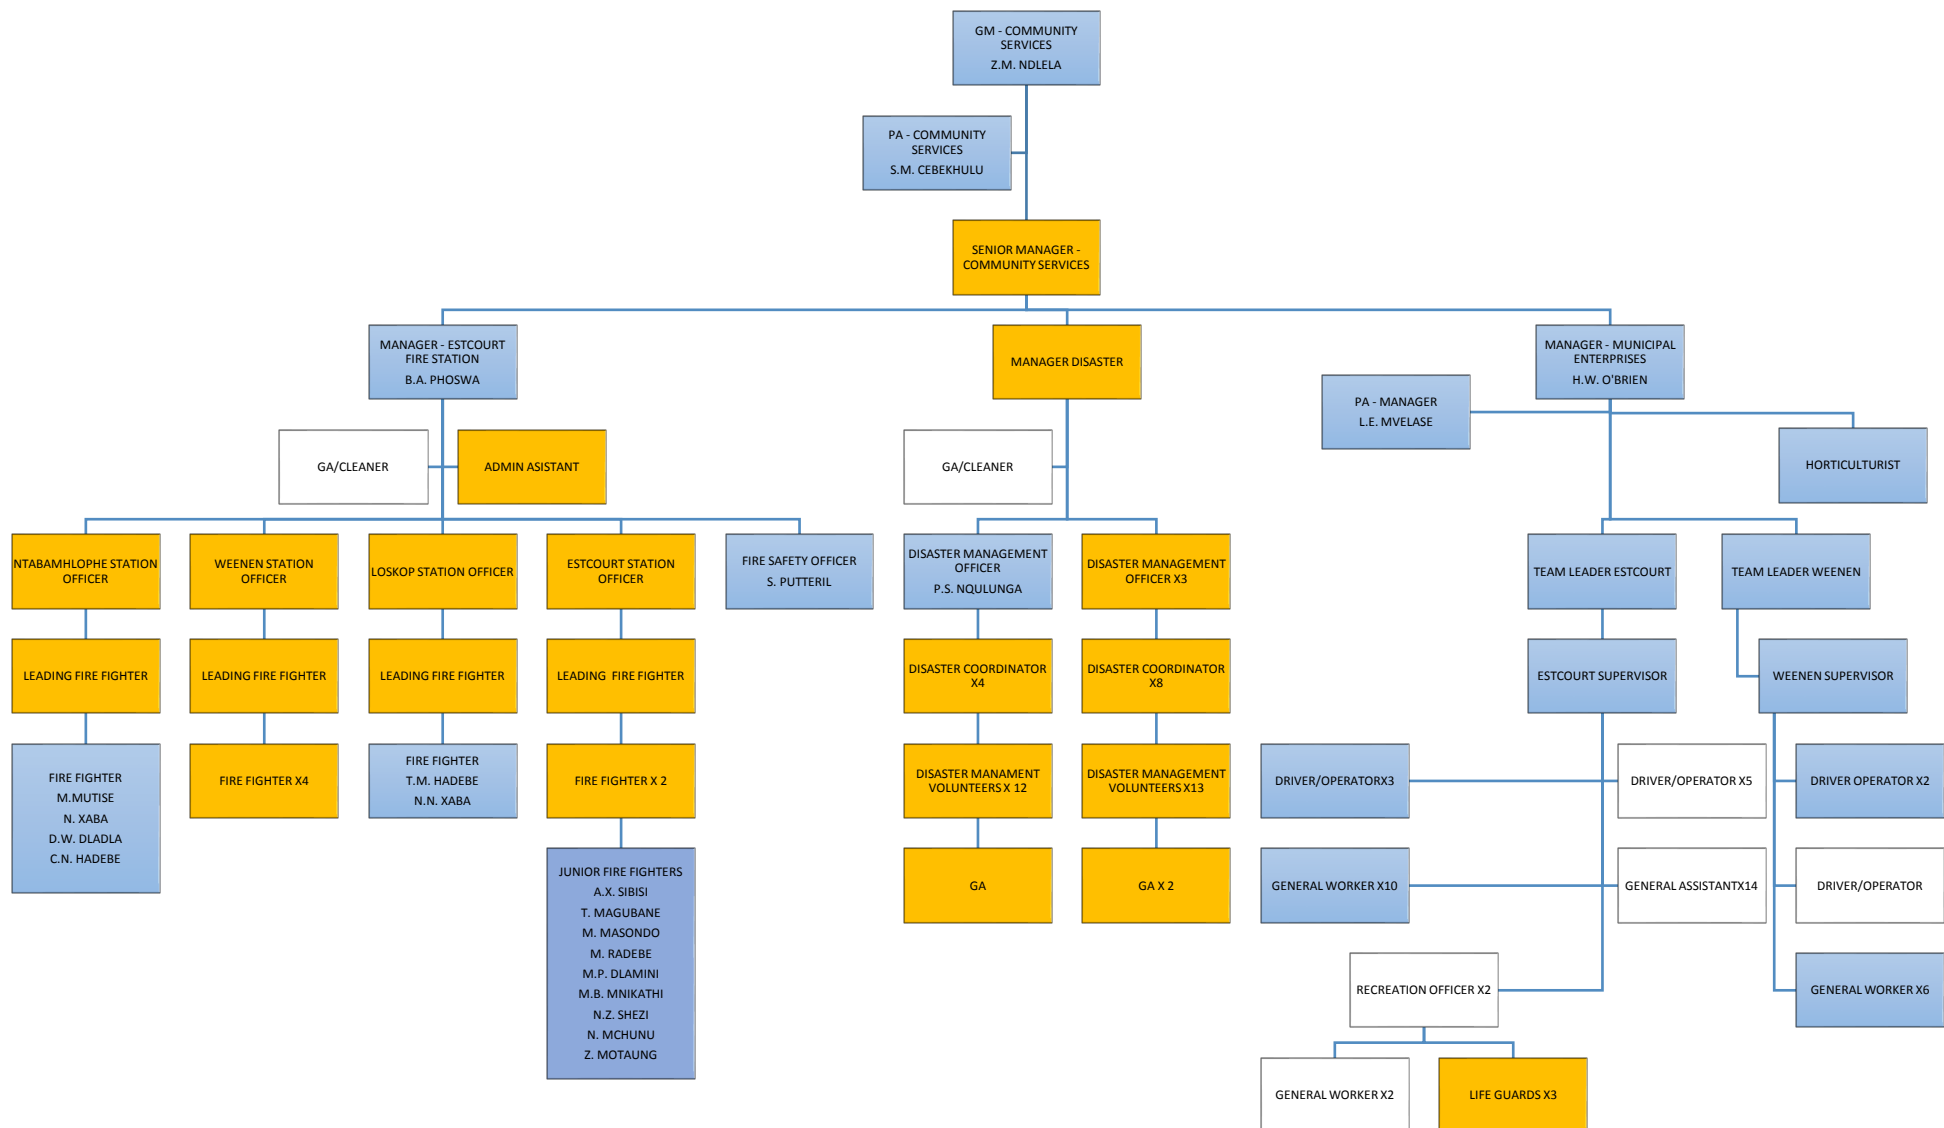 GM - COMMUNITY
SERVICES
Z.M. NDLELA
PA - COMMUNITY
SERVICES
S.M. CEBEKHULU
SENIOR MANAGER -
COMMUNITY SERVICES
MANAGER - ESTCOURT
FIRE STATION
B.A. PHOSWA
MANAGER DISASTER
MANAGER - MUNICIPAL
ENTERPRISES
H.W. O'BRIEN
PA - MANAGER
L.E. MVELASE
HORTICULTURIST
GA/CLEANER
ADMIN ASISTANT
GA/CLEANER
NTABAMHLOPHE STATION
OFFICER
WEENEN STATION
OFFICER
LOSKOP STATION OFFICER
ESTCOURT STATION
OFFICER
FIRE SAFETY OFFICER
S. PUTTERIL
DISASTER MANAGEMENT
OFFICER
P.S. NQULUNGA
DISASTER MANAGEMENT
OFFICER X3
TEAM LEADER ESTCOURT
TEAM LEADER WEENEN
LEADING FIRE FIGHTER
LEADING FIRE FIGHTER
LEADING FIRE FIGHTER
LEADING  FIRE FIGHTER
DISASTER COORDINATOR
X4
DISASTER COORDINATOR
X8
ESTCOURT SUPERVISOR
WEENEN SUPERVISOR
FIRE FIGHTER
M.MUTISE
N. XABA
D.W. DLADLA
C.N. HADEBE
FIRE FIGHTER X4
FIRE FIGHTER
T.M. HADEBE
N.N. XABA
FIRE FIGHTER X 2
DISASTER MANAMENT
VOLUNTEERS X 12
DISASTER MANAGEMENT
VOLUNTEERS X13
DRIVER/OPERATORX3
DRIVER/OPERATOR X5
DRIVER OPERATOR X2
JUNIOR FIRE FIGHTERS
A.X. SIBISI
T. MAGUBANE
M. MASONDO
M. RADEBE
M.P. DLAMINI
M.B. MNIKATHI
N.Z. SHEZI
N. MCHUNU
Z. MOTAUNG
GA
GA X 2
GENERAL WORKER X10
GENERAL ASSISTANTX14
DRIVER/OPERATOR
RECREATION OFFICER X2
GENERAL WORKER X6
GENERAL WORKER X2
LIFE GUARDS X3